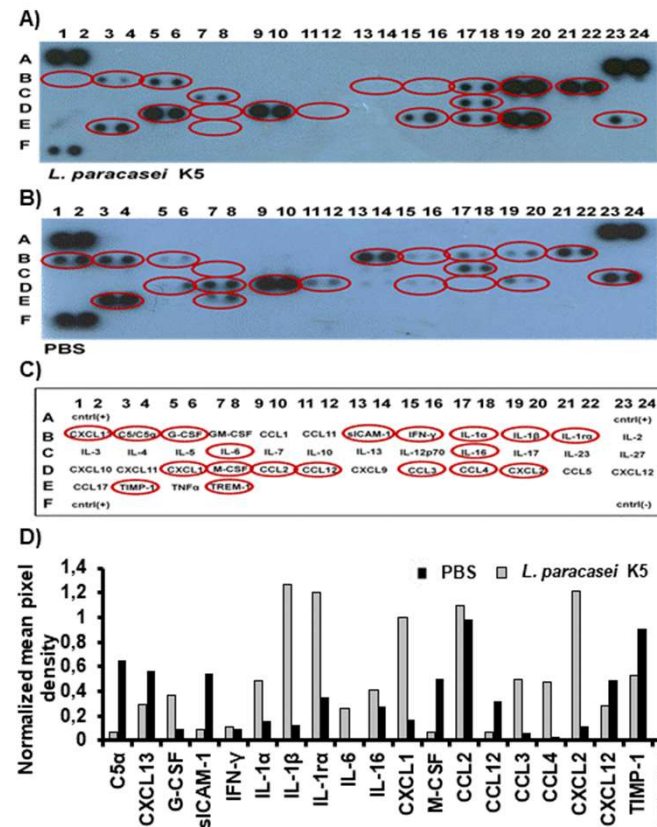 A)
1 2 3 4 5 6 7 8 9 10 11 12 13 14 15 16 17 18 19 20 21 22 23 24
A
B
C
D
E
F
L. paracasei K5
B)
1 2 3 4 5 6 7 8 9 10 11 12 13 14 15 16 17 18 19 20 21 22 23 24
A
B
C
D
E
F
PBS
C)
1 2 3 4 5 6 7 8 9 10 11 12 13 14 15 16 17 18 19 20 21 22 23 24
A cntrl(+) cntrl(+)
B CXCL13 C5/C5α G-CSF GM-CSF CCL1 CCL11 sICAM-1 IFN-γ IL-1α IL-1β IL-1rα IL-2
C IL-3 IL-4 IL-5 IL-6 IL-7 IL-10 IL-13 IL-12p70 IL-16 IL-17 IL-23 IL-27
D CXCL10 CXCL11 CXCL1 M-CSF CCL2 CCL12 CXCL9 CCL3 CCL4 CXCL2 CCL5 CXCL12
E CCL17 TIMP-1 TNFα TREM-1
F cntrl(+) cntrl(-)
D)
Normalized mean pixel
density
1,4
1,2
1
0,8
0,6
0,4
0,2
0
PBS L. paracasei K5
C5α CXCL13 G-CSF sICAM-1 IFN-γ IL-1α IL-1β IL-1rα IL-6 IL-16 CXCL1 M-CSF CCL2 CCL12 CCL3 CCL4 CXCL2 CXCL12 TIMP-1